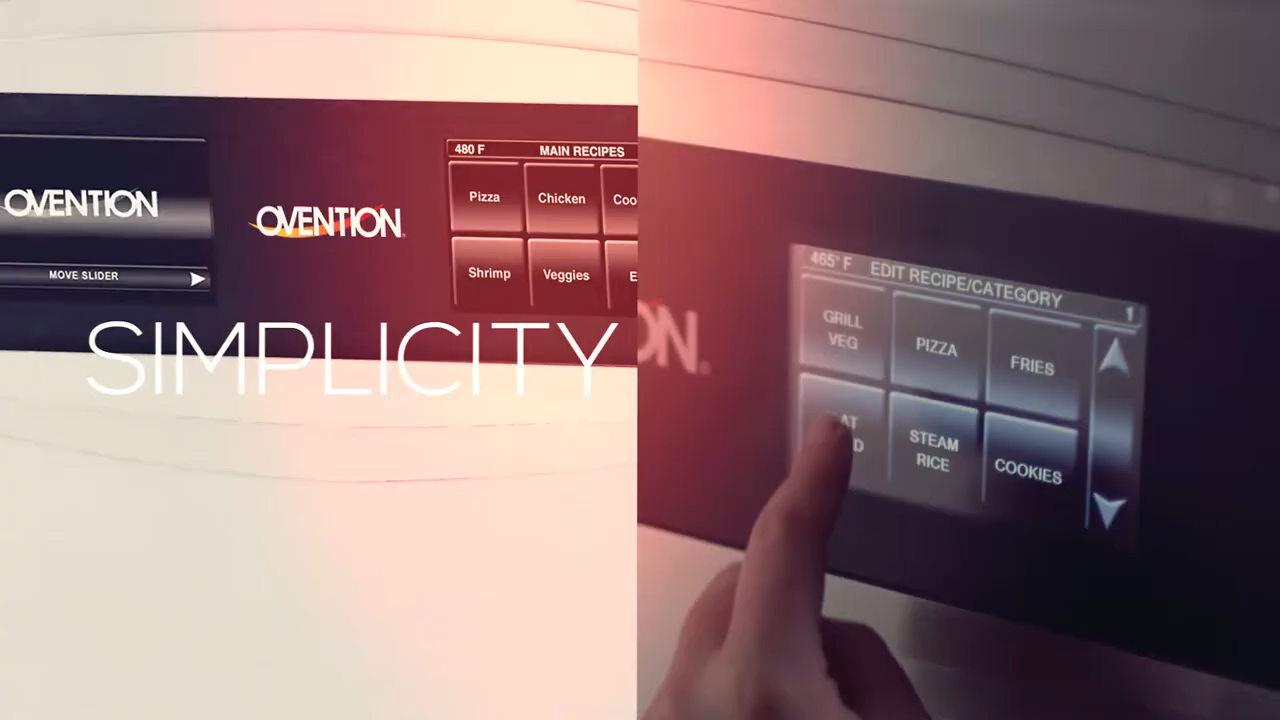 OVENTION
MOVE SLIDER
OVENTION
480 F MAIN RECIPES
Pizza Chicken
Shrimp Veggies
SIMPLICITY
465° F EDIT RECIPE/CATEGORY 1
GRILL
VEG
PIZZA
FRIES
STEAM
RICE
COOKIES